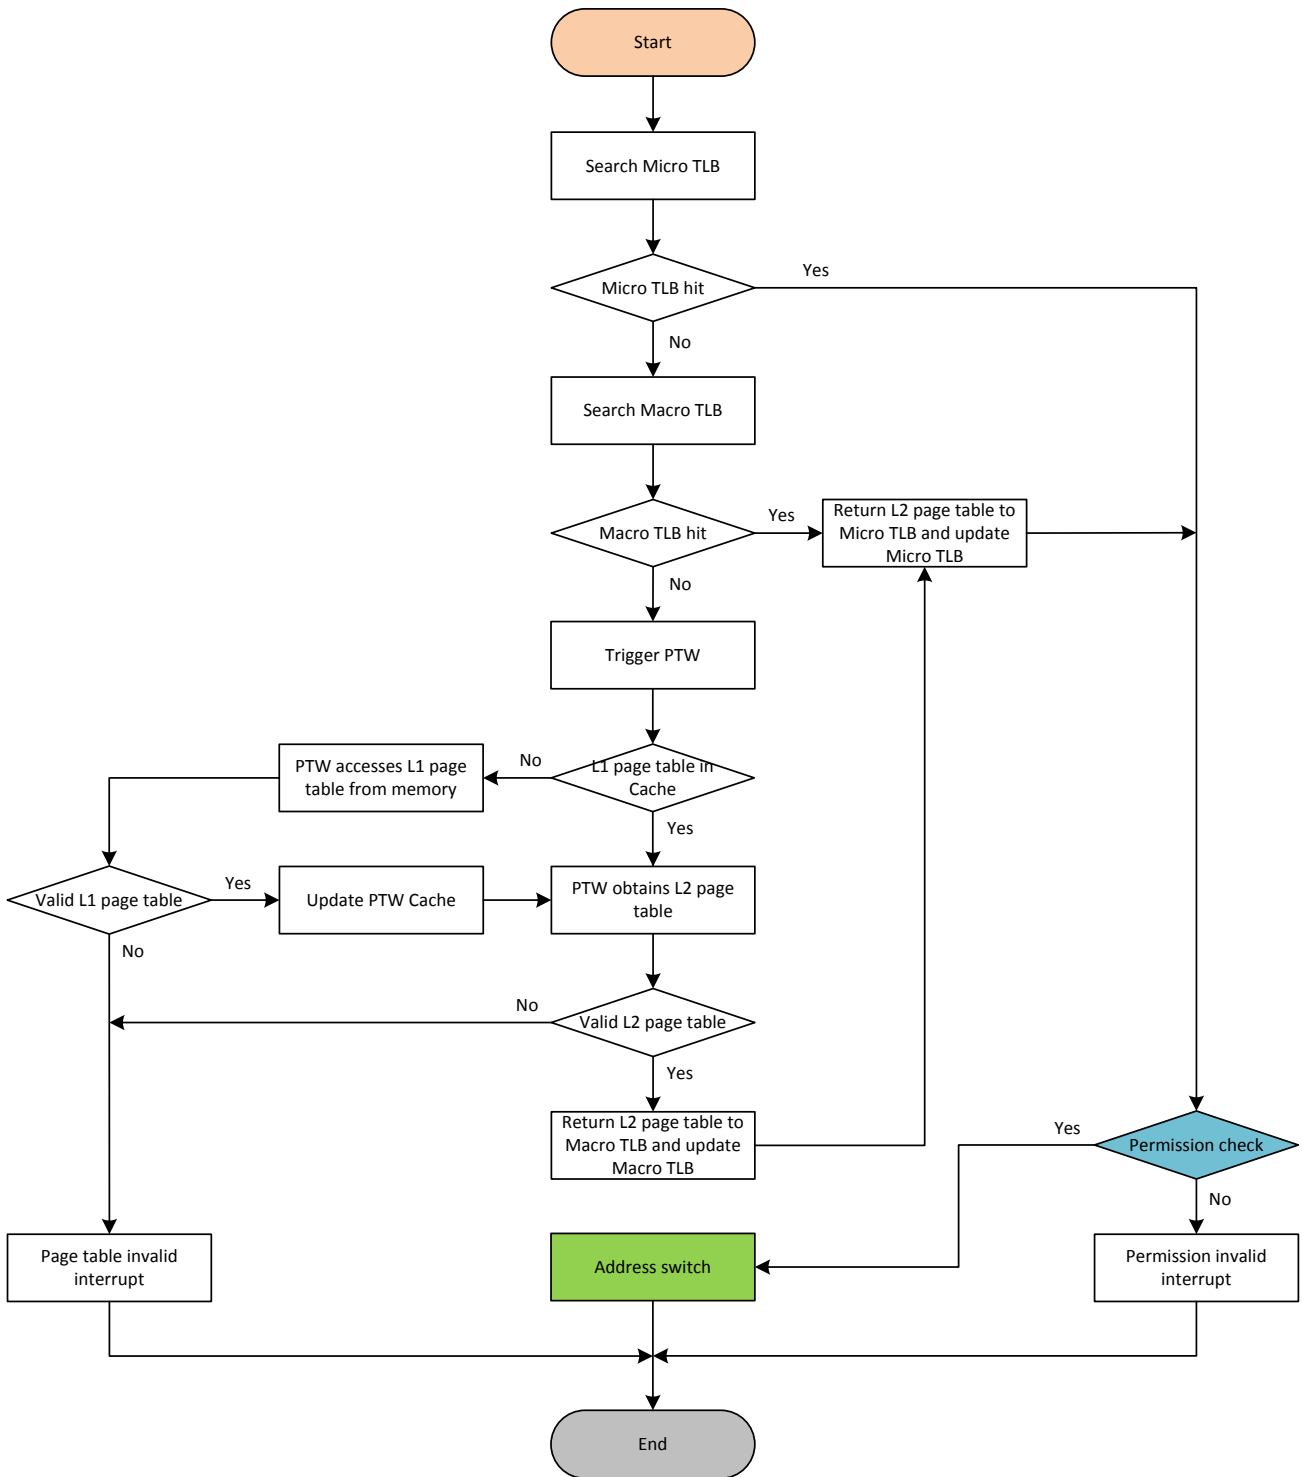 Start
Search Micro TLB
Micro TLB hit
Yes
No
Search Macro TLB
Macro TLB hit
Yes
Return L2 page table to
Micro TLB and update
Micro TLB
No
Trigger PTW
PTW accesses L1 page
table from memory
No
L1 page table in
Cache
Yes
Valid L1 page table
Yes
Update PTW Cache
PTW obtains L2 page
table
No
No
Valid L2 page table
Yes
Return L2 page table to
Macro TLB and update
Macro TLB
Yes
Permission check
No
Page table invalid
interrupt
Address switch
Permission invalid
interrupt
End